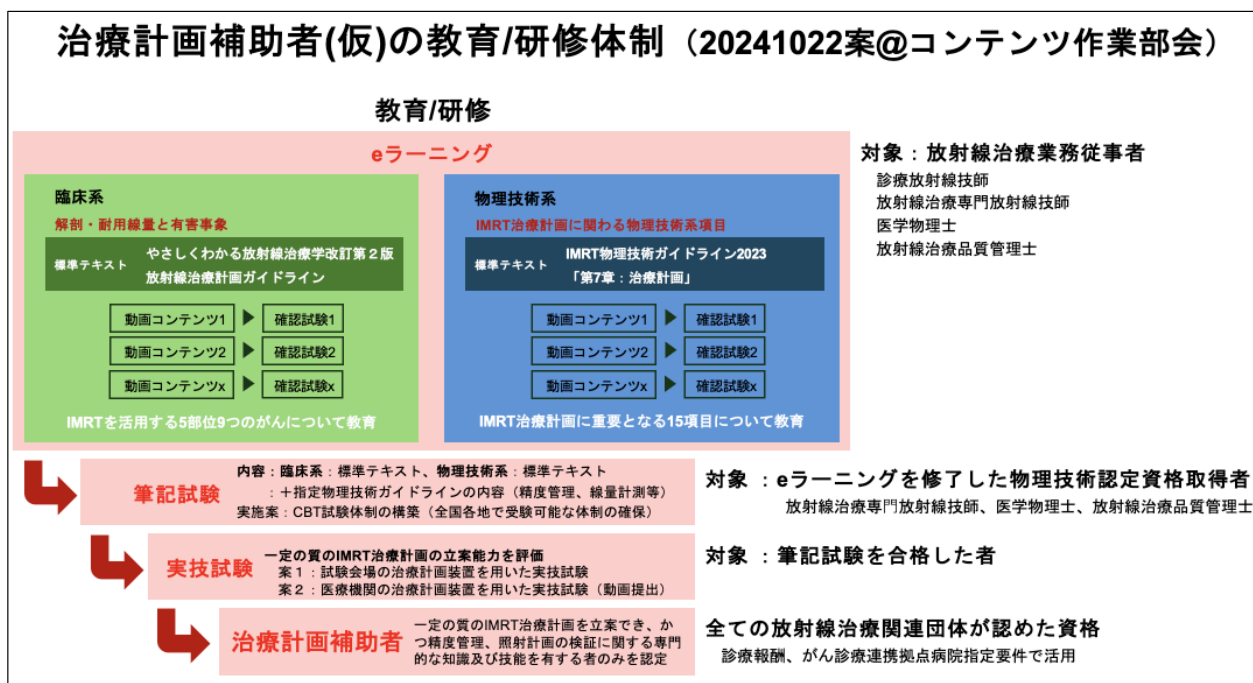 治療計画補助者(仮)の教育/研修体制（20241022案@コンテンツ作業部会）
教育/研修
eラーニング
臨床系
解剖・耐用線量と有害事象
標準テキスト
やさしくわかる放射線治療学改訂第２版
放射線治療計画ガイドライン
動画コンテンツ1 ▶ 確認試験1
動画コンテンツ2 ▶ 確認試験2
動画コンテンツx ▶ 確認試験x
IMRTを活用する5部位9つのがんについて教育
物理技術系
IMRT治療計画に関わる物理技術系項目
標準テキスト
IMRT物理技術ガイドライン2023
「第7章：治療計画」
動画コンテンツ1 ▶ 確認試験1
動画コンテンツ2 ▶ 確認試験2
動画コンテンツx ▶ 確認試験x
IMRT治療計画に重要となる15項目について教育
対象：放射線治療業務従事者
診療放射線技師
放射線治療専門放射線技師
医学物理士
放射線治療品質管理士
筆記試験
内容：臨床系：標準テキスト、物理技術系：標準テキスト
：＋指定物理技術ガイドラインの内容（精度管理、線量計測等）
実施案：CBT試験体制の構築（全国各地で受験可能な体制の確保）
対象 ：eラーニングを修了した物理技術認定資格取得者
放射線治療専門放射線技師、医学物理士、放射線治療品質管理士
実技試験
一定の質のIMRT治療計画の立案能力を評価
案１：試験会場の治療計画装置を用いた実技試験
案２：医療機関の治療計画装置を用いた実技試験（動画提出）
対象 ：筆記試験を合格した者
治療計画補助者
一定の質のIMRT治療計画を立案でき、か
つ精度管理、照射計画の検証に関する専門
的な知識及び技能を有する者のみを認定
全ての放射線治療関連団体が認めた資格
診療報酬、がん診療連携拠点病院指定要件で活用